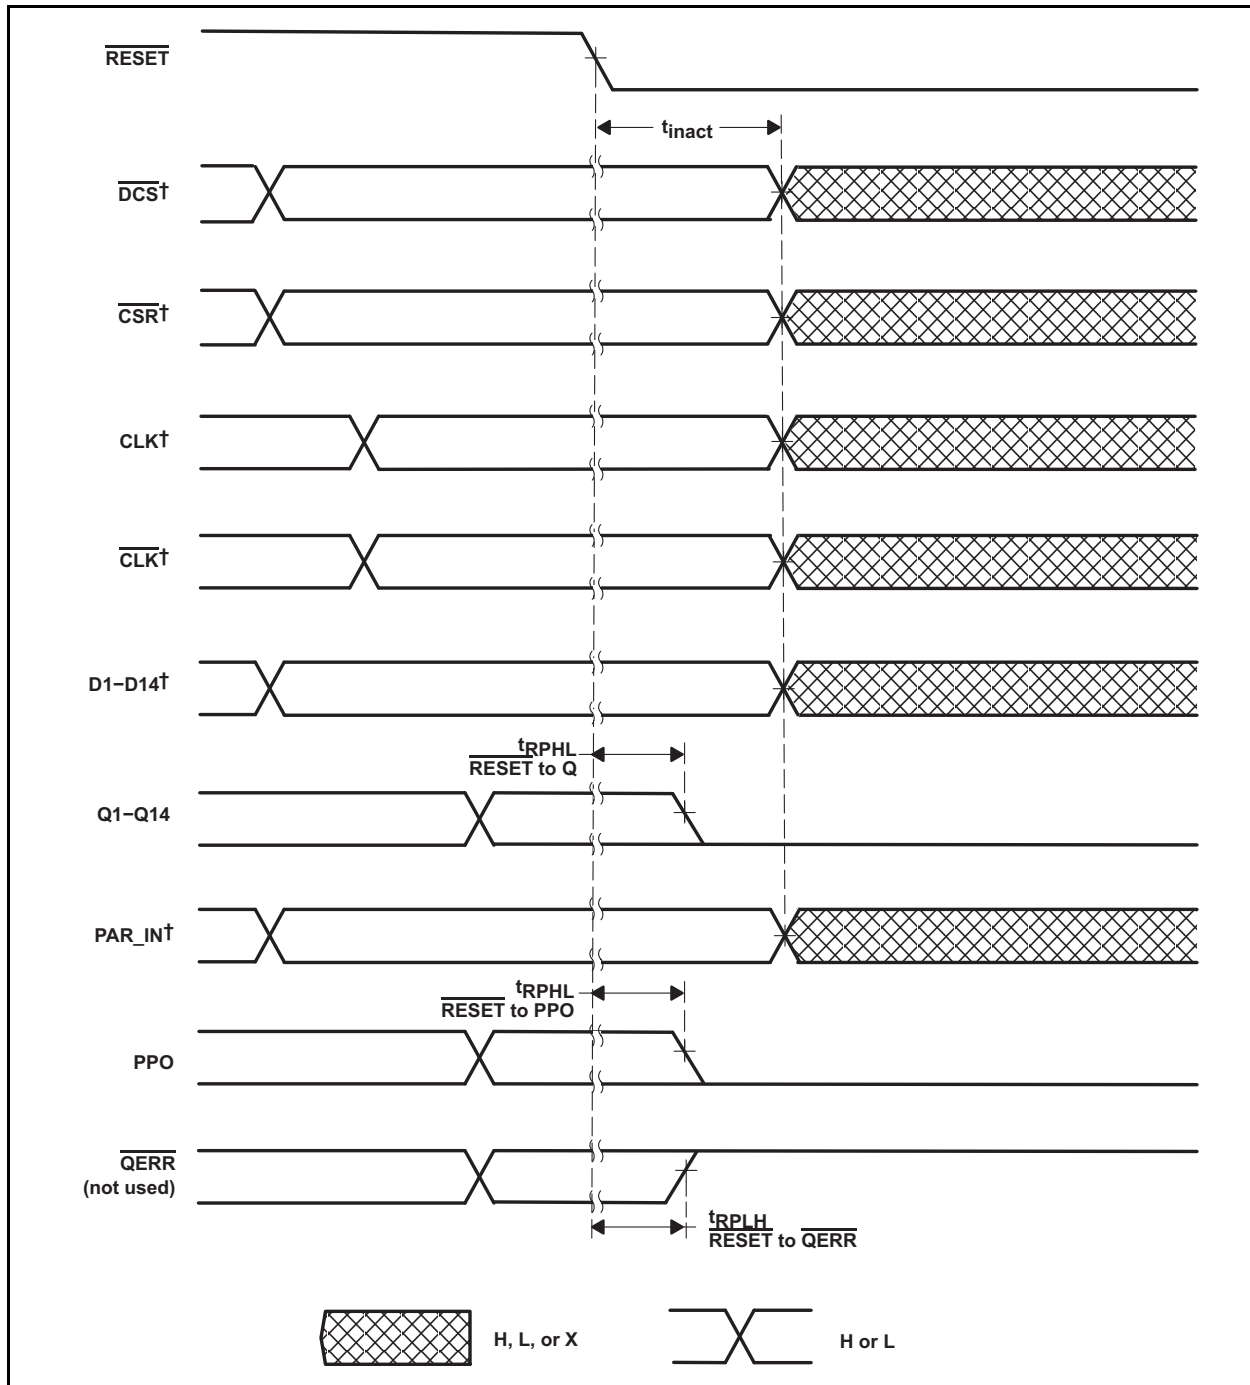 RESET
tinact
DCS†
CSR†
CLK†
CLK†
D1−D14†
tRPHL
RESET to Q
Q1−Q14
PAR_IN†
tRPHL
RESET to PPO
PPO
QERR
(not used)
tRPLH
RESET to QERR
H, L, or X
H or L